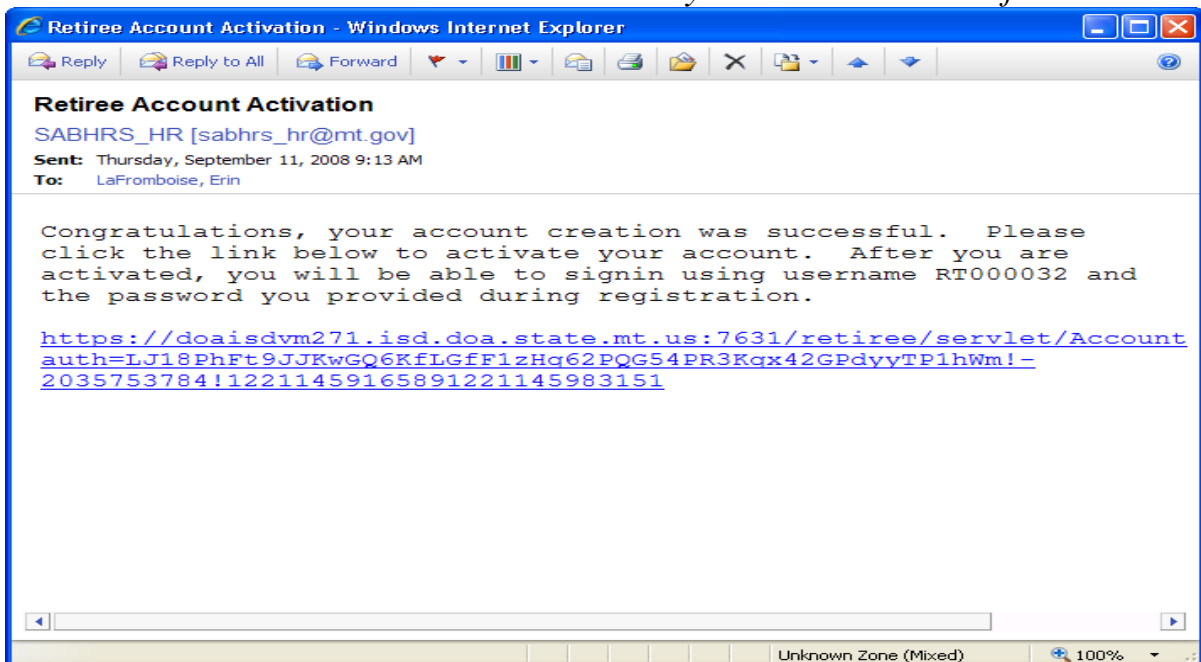 Retiree Account Activation - Windows Internet Explorer
Reply Reply to All Forward
Retiree Account Activation
SABHRS_HR [sabhrs_hr@mt.gov]
Sent: Thursday, September 11, 2008 9:13 AM
To: LaFromboise, Erin
Congratulations, your account creation was successful. Please
click the link below to activate your account. After you are
activated, you will be able to signin using username RT000032 and
the password you provided during registration.
https://doaisdvm271.isd.doa.state.mt.us:7631/retiree/servlet/Account
auth=LJ18PhFt9JJKwGQ6KfLGfF1zHq62PQG54PR3Kqx42GPdyyTP1hWm!-
2035753784!12211459165891221145983151
Unknown Zone (Mixed) 100%